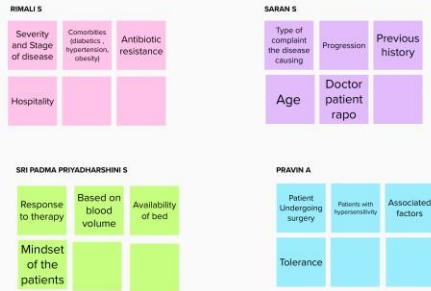 RIMALI S
Severity
and Stage
of disease
Comorbities
(diabetics ,
hypertension,
obesity)
Antibiotic
resistance
Hospitality
SARAN S
Type of
complaint
the disease
causing
Progression
Previous
history
Age
Doctor
patient
rapo
SRI PADMA PRIYADHARSHINI S
Response
to therapy
Based on
blood
volume
Availability
of bed
Mindset
of the
patients
PRAVIN A
Patient
Undergoing
surgery
Patients with
hypersensitivity
Associated
factors
Tolerance